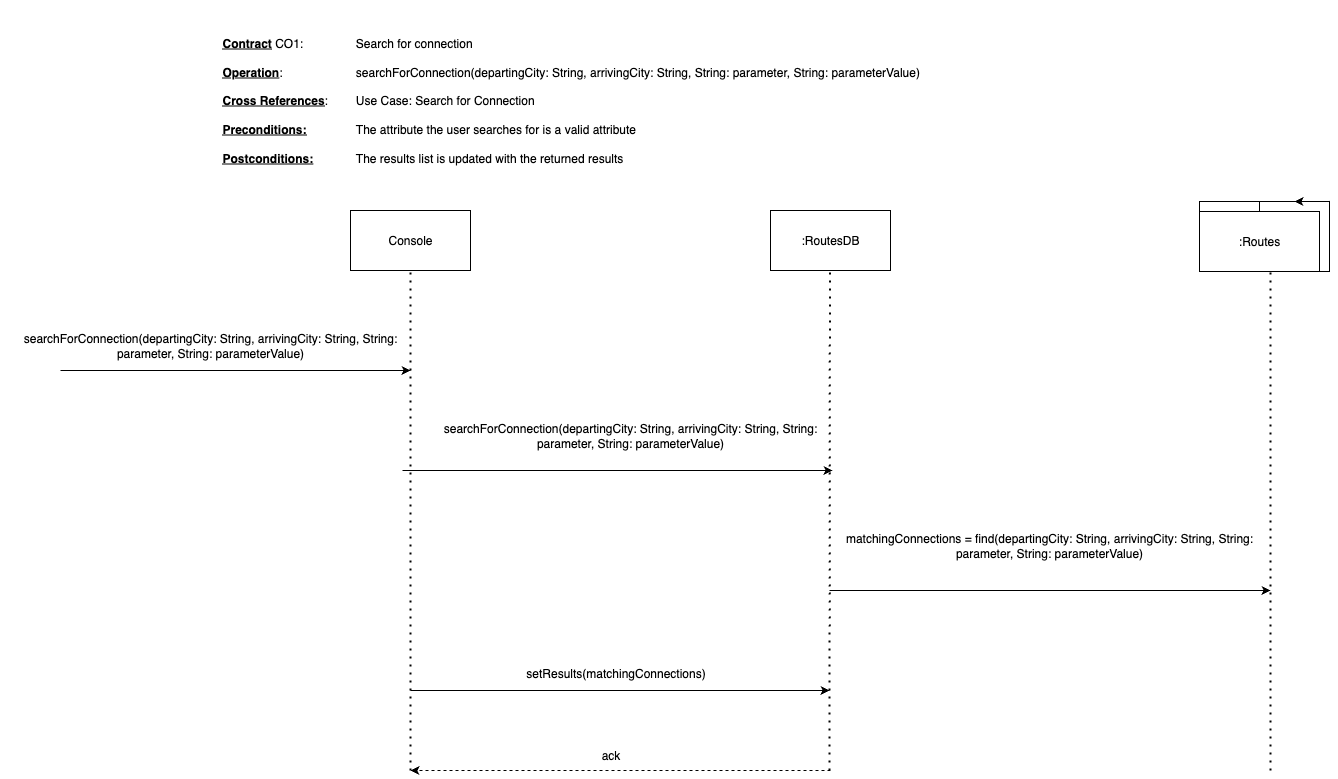 Contract CO1: Search for connection
Operation: searchForConnection(departingCity: String, arrivingCity: String, String: parameter, String: parameterValue)
Cross References: Use Case: Search for Connection
Preconditions: The attribute the user searches for is a valid attribute
Postconditions: The results list is updated with the returned results
Console
:RoutesDB
:Routes
searchForConnection(departingCity: String, arrivingCity: String, String:
parameter, String: parameterValue)
searchForConnection(departingCity: String, arrivingCity: String, String:
parameter, String: parameterValue)
matchingConnections = find(departingCity: String, arrivingCity: String, String:
parameter, String: parameterValue)
setResults(matchingConnections)
ack